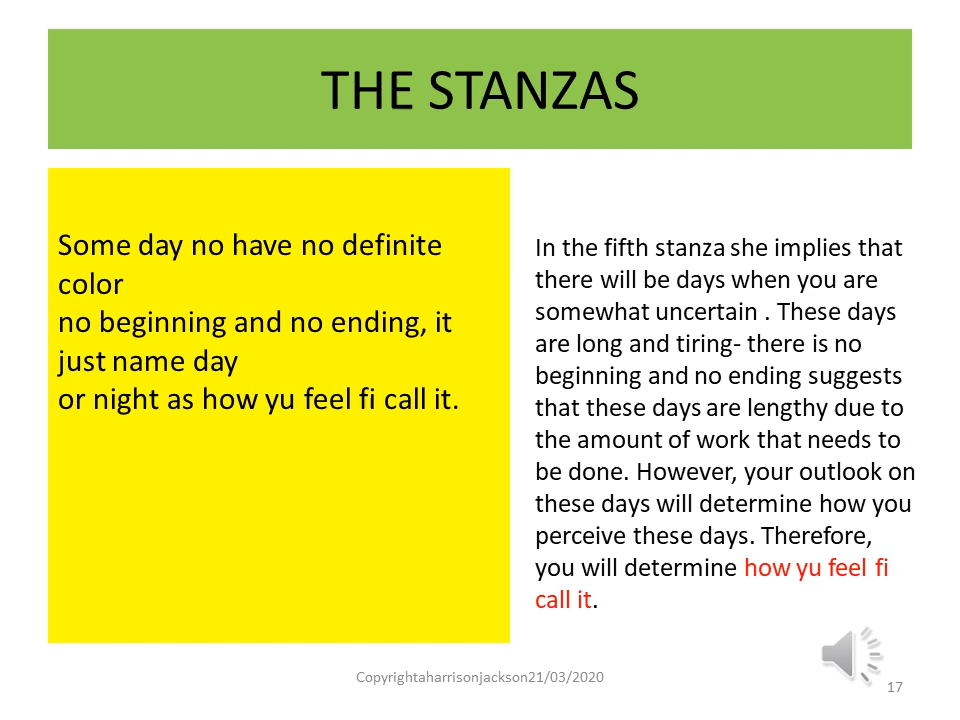 THE STANZAS
Some day no have no definite
color
no beginning and no ending, it
just name day
or night as how yu feel fi call it.
In the fifth stanza she implies that
there will be days when you are
somewhat uncertain . These days
are long and tiring- there is no
beginning and no ending suggests
that these days are lengthy due to
the amount of work that needs to
be done. However, your outlook on
these days will determine how you
perceive these days. Therefore,
you will determine how yu feel fi
call it.
Copyrightaharrisonjackson21/03/2020
17